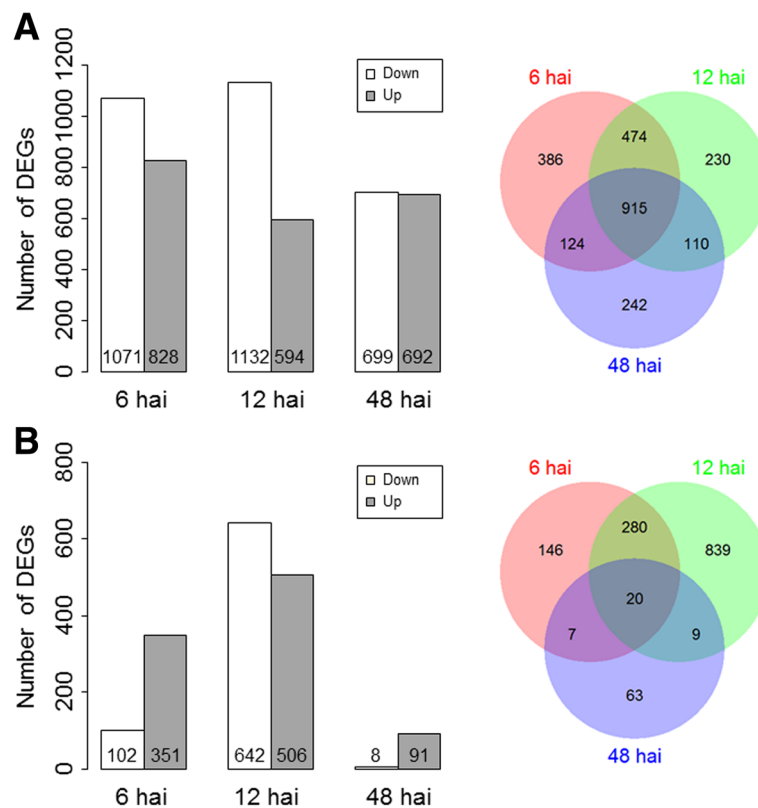 A
Number of DEGs
1200
1000
800
600
400
200
0
Down
Up
1071 828 1132 594 699 692
6 hai 12 hai 48 hai
6 hai 12 hai
474
386 230
915
124 110
242
48 hai
B
Number of DEGs
800
600
400
200
0
Down
Up
102 351 642 506 8 91
6 hai 12 hai 48 hai
6 hai 12 hai
280
146 839
20
7 9
63
48 hai